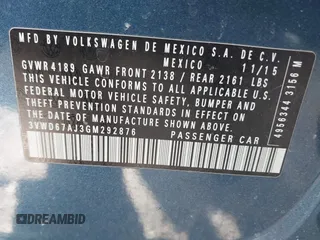 MFD BY VOLKSWAGEN DE MEXICO S.A. DE C.V.
MEXICO 11/15
GVWR4189 GAWR FRONT 2138 / REAR 2161 LBS
THIS VEHICLE CONFORMS TO ALL APPLICABLE U.S.
FEDERAL MOTOR VEHICLE SAFETY, BUMPER AND
THEFT PREVENTION STANDARDS IN EFFECT ON
THE DATE OF MANUFACTURE SHOWN ABOVE.
3VWD67AJ3GM292876 PASSENGER CAR
4956344 3156 M
DREAMBID